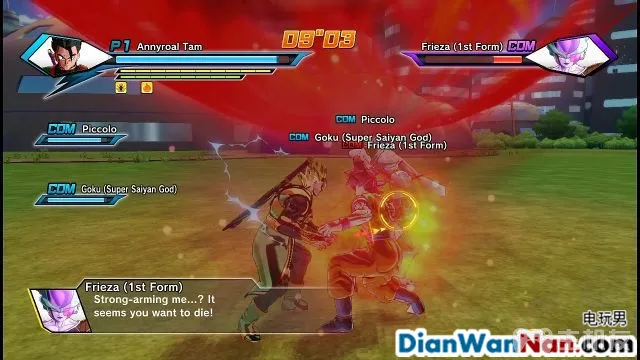 P1 Annyroal Tam
09"03
Frieza (1st Form) COM
COM Piccolo
COM Piccolo
COM Goku (Super Saiyan God)
COM Frieza (1st Form)
COM Goku (Super Saiyan God)
Frieza (1st Form)
Strong-arming me...? It
seems you want to die!
电玩男
DianWanNan.com